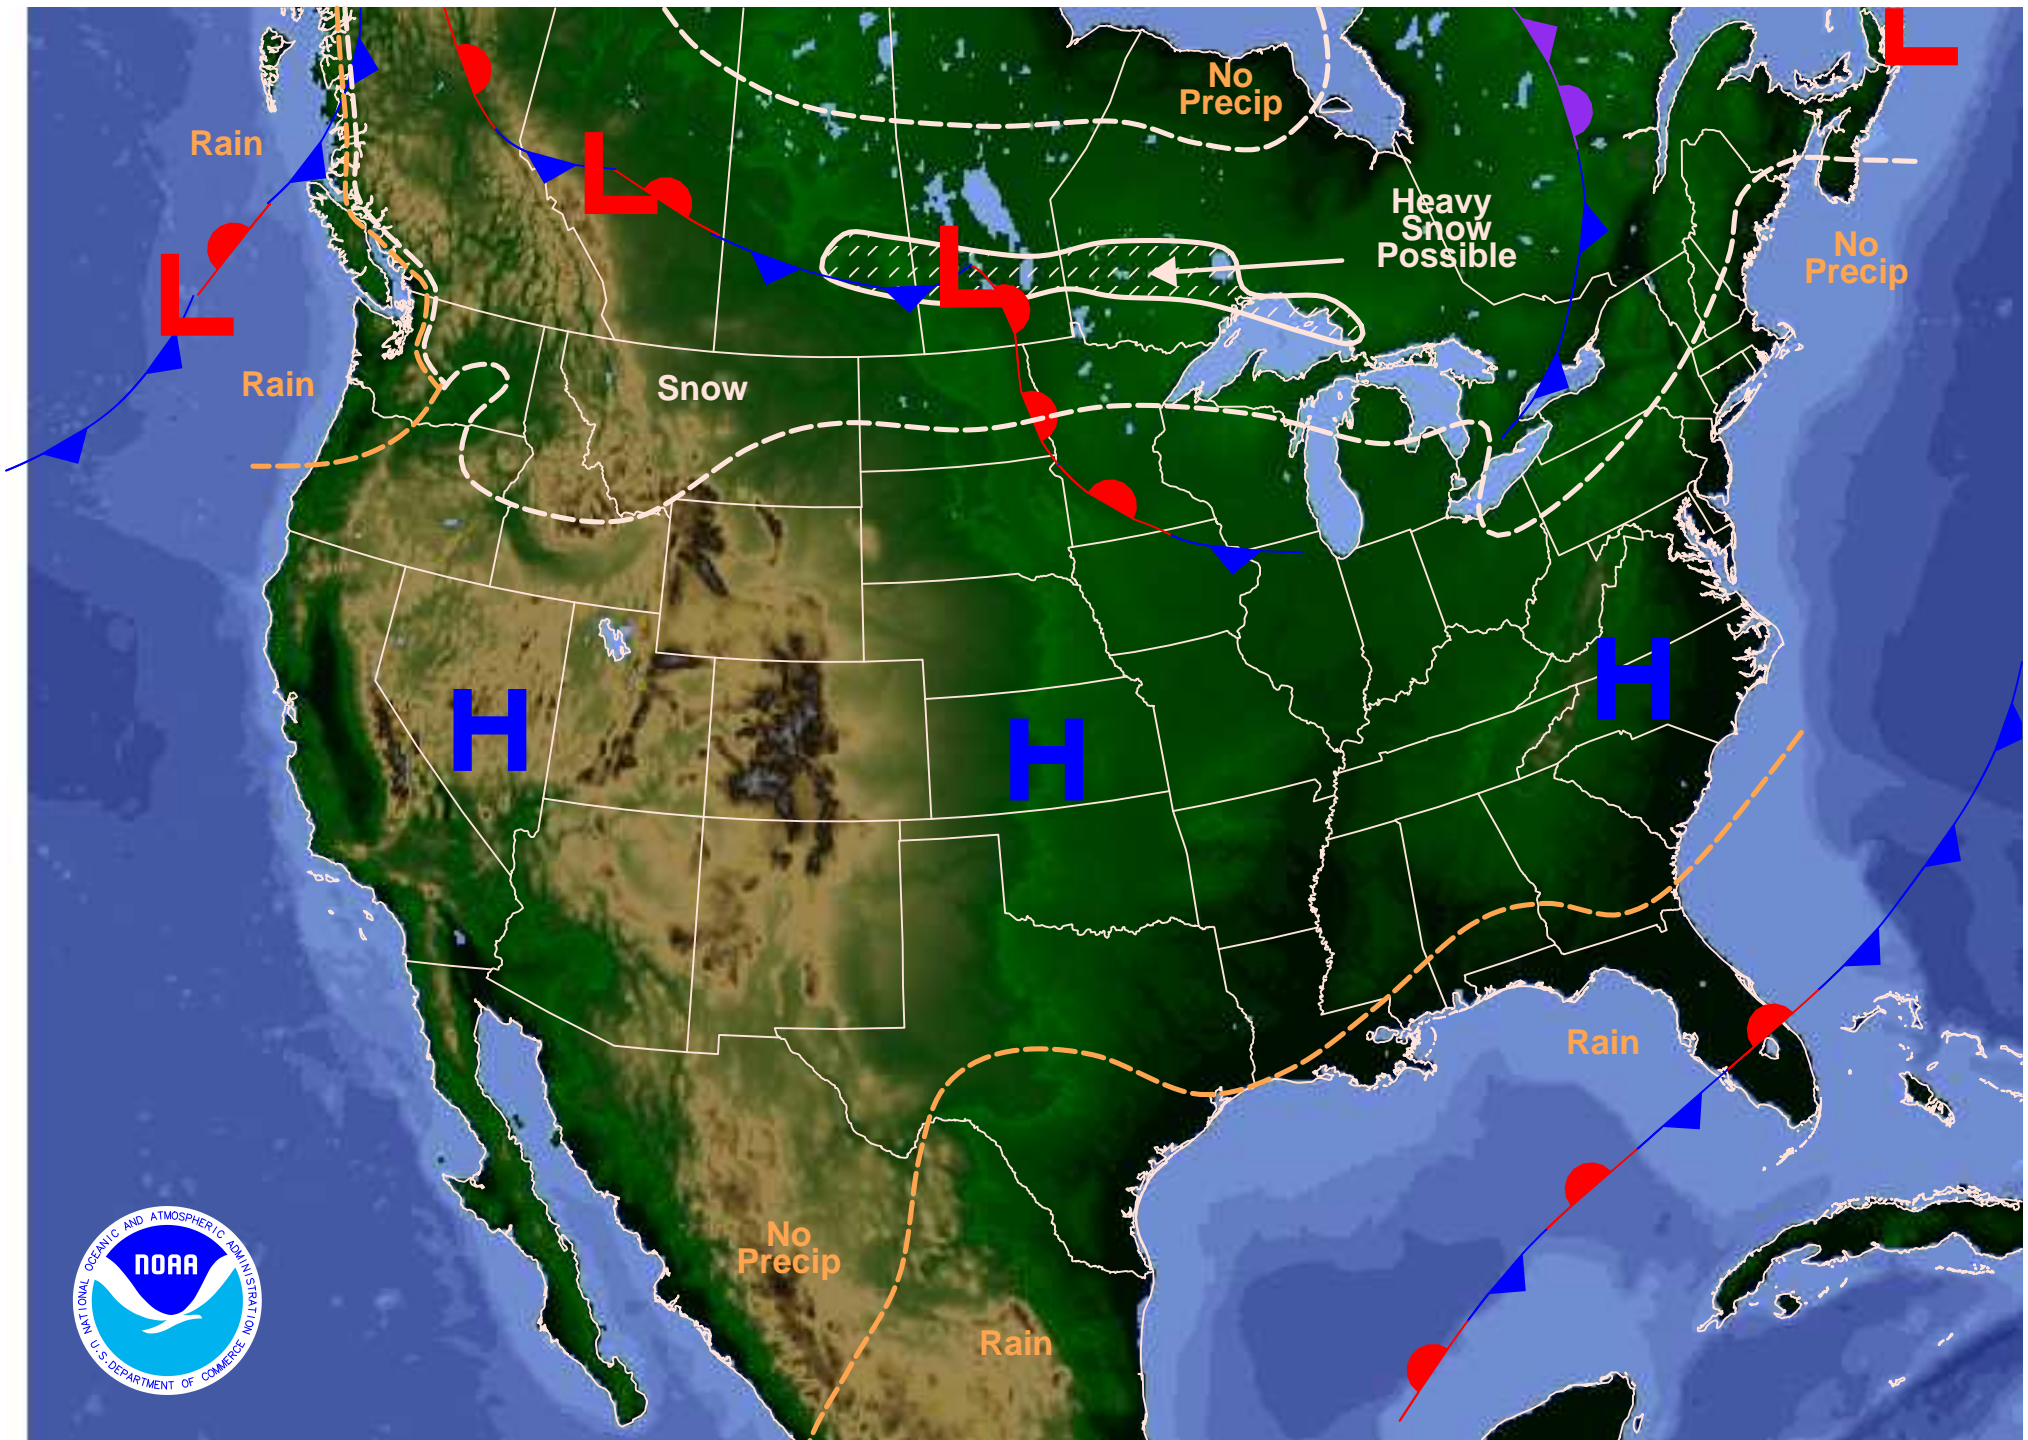 No
Precip
Rain
Heavy
Snow
Possible
No
Precip
Rain
Snow
L
L
L
L
H
H
H
Rain
No
Precip
Rain
NOAA
NATIONAL OCEANIC AND ATMOSPHERIC ADMINISTRATION
U.S. DEPARTMENT OF COMMERCE